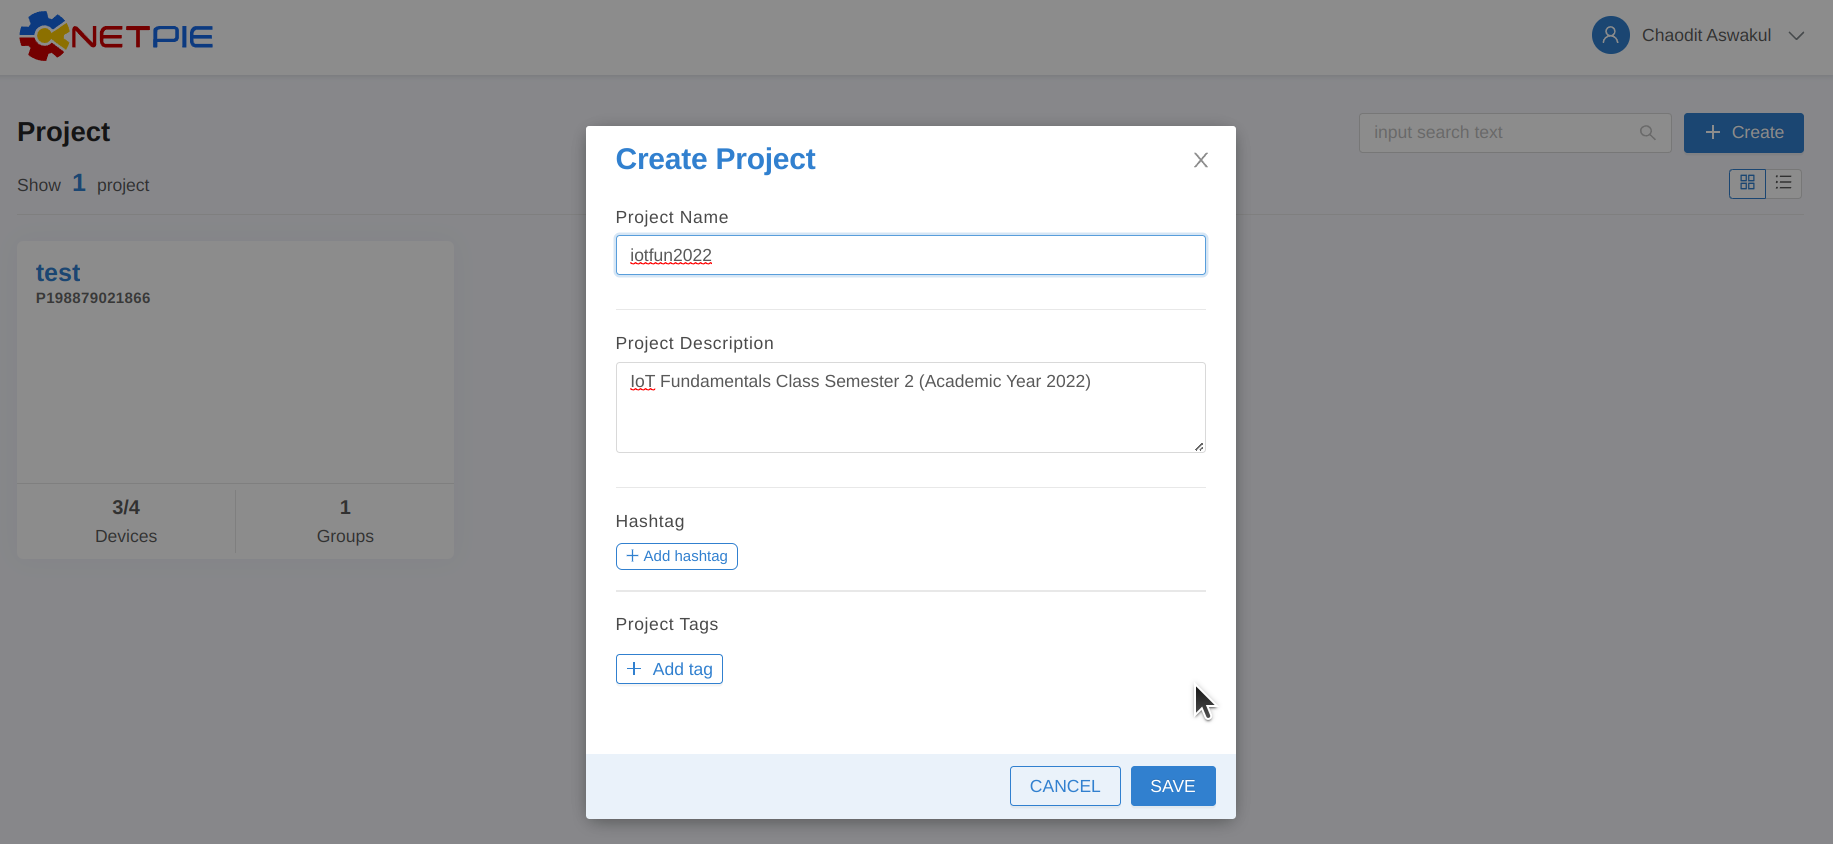 NETPIE
Chaodit Aswakul
Project
input search text
Create
Show 1 project
test
P198879021866
3/4
Devices
1
Groups
Create Project
Project Name
iotfun2022
Project Description
IoT Fundamentals Class Semester 2 (Academic Year 2022)
Hashtag
Add hashtag
Project Tags
Add tag
CANCEL
SAVE